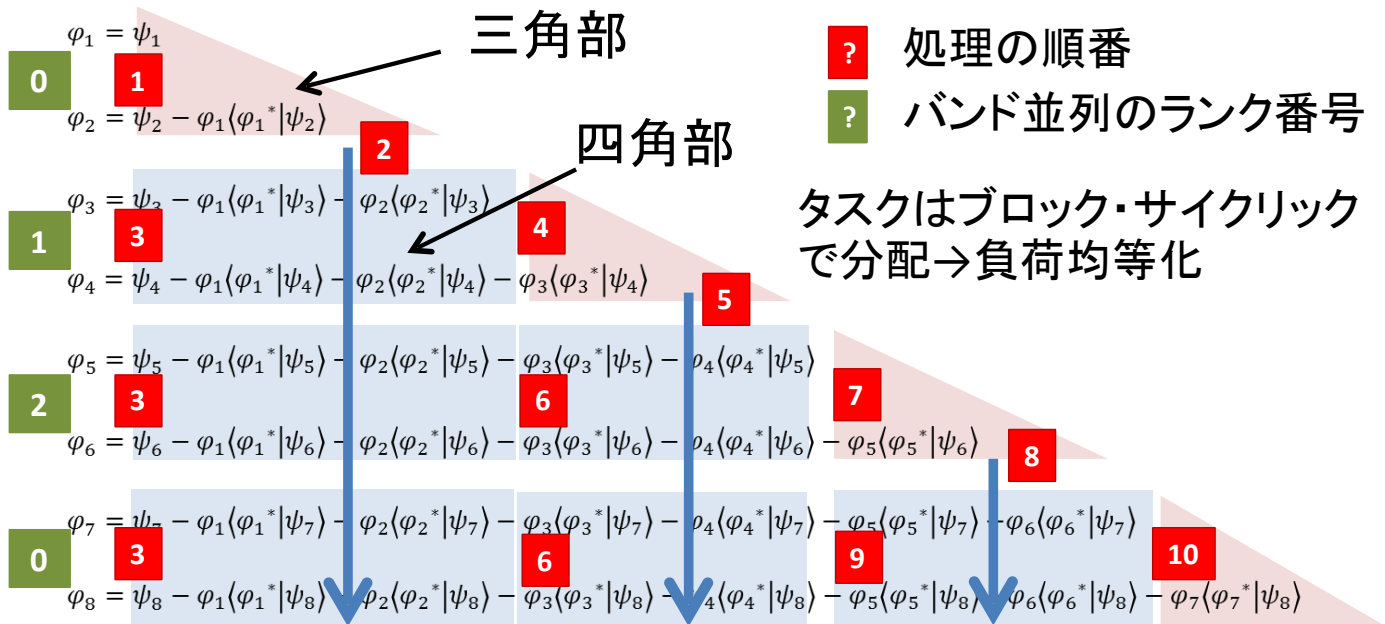 φ₁ = ψ₁
三角部
? 処理の順番
0
1
? バンド並列のランク番号
φ₂ = ψ₂ − φ₁⟨φ₁*|ψ₂⟩
2
四角部
φ₃ = ψ₃ − φ₁⟨φ₁*|ψ₃⟩ − φ₂⟨φ₂*|ψ₃⟩
タスクはブロック・サイクリック
で分配→負荷均等化
1
3
4
φ₄ = ψ₄ − φ₁⟨φ₁*|ψ₄⟩ − φ₂⟨φ₂*|ψ₄⟩ − φ₃⟨φ₃*|ψ₄⟩
5
φ₅ = ψ₅ − φ₁⟨φ₁*|ψ₅⟩ − φ₂⟨φ₂*|ψ₅⟩ − φ₃⟨φ₃*|ψ₅⟩ − φ₄⟨φ₄*|ψ₅⟩
2
3
6
7
φ₆ = ψ₆ − φ₁⟨φ₁*|ψ₆⟩ − φ₂⟨φ₂*|ψ₆⟩ − φ₃⟨φ₃*|ψ₆⟩ − φ₄⟨φ₄*|ψ₆⟩ − φ₅⟨φ₅*|ψ₆⟩
8
φ₇ = ψ₇ − φ₁⟨φ₁*|ψ₇⟩ − φ₂⟨φ₂*|ψ₇⟩ − φ₃⟨φ₃*|ψ₇⟩ − φ₄⟨φ₄*|ψ₇⟩ − φ₅⟨φ₅*|ψ₇⟩ − φ₆⟨φ₆*|ψ₇⟩
0
3
6
9
10
φ₈ = ψ₈ − φ₁⟨φ₁*|ψ₈⟩ − φ₂⟨φ₂*|ψ₈⟩ − φ₃⟨φ₃*|ψ₈⟩ − φ₄⟨φ₄*|ψ₈⟩ − φ₅⟨φ₅*|ψ₈⟩ − φ₆⟨φ₆*|ψ₈⟩ − φ₇⟨φ₇*|ψ₈⟩